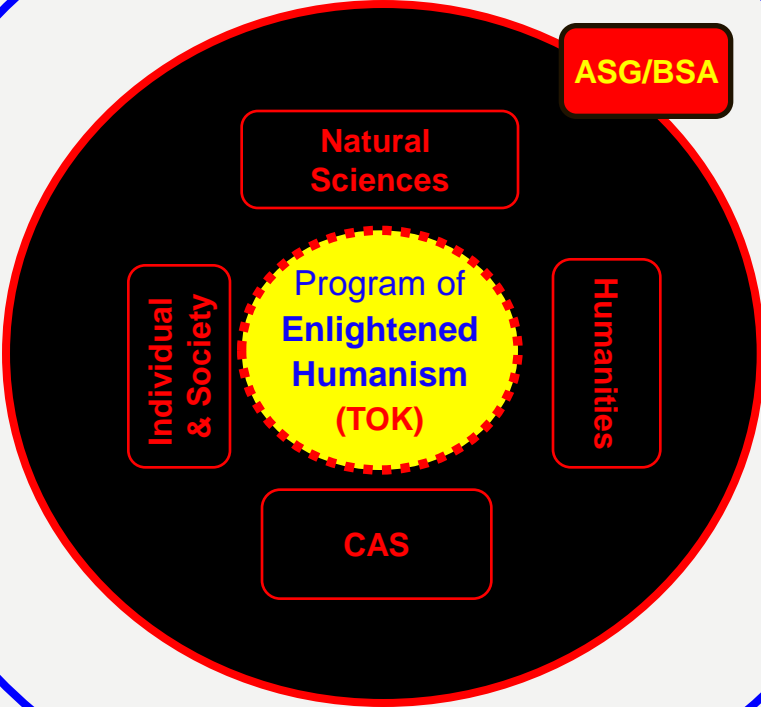 ASG/BSA
Natural
Sciences
Individual
& Society
Program of
Enlightened
Humanism
(TOK)
Humanities
CAS